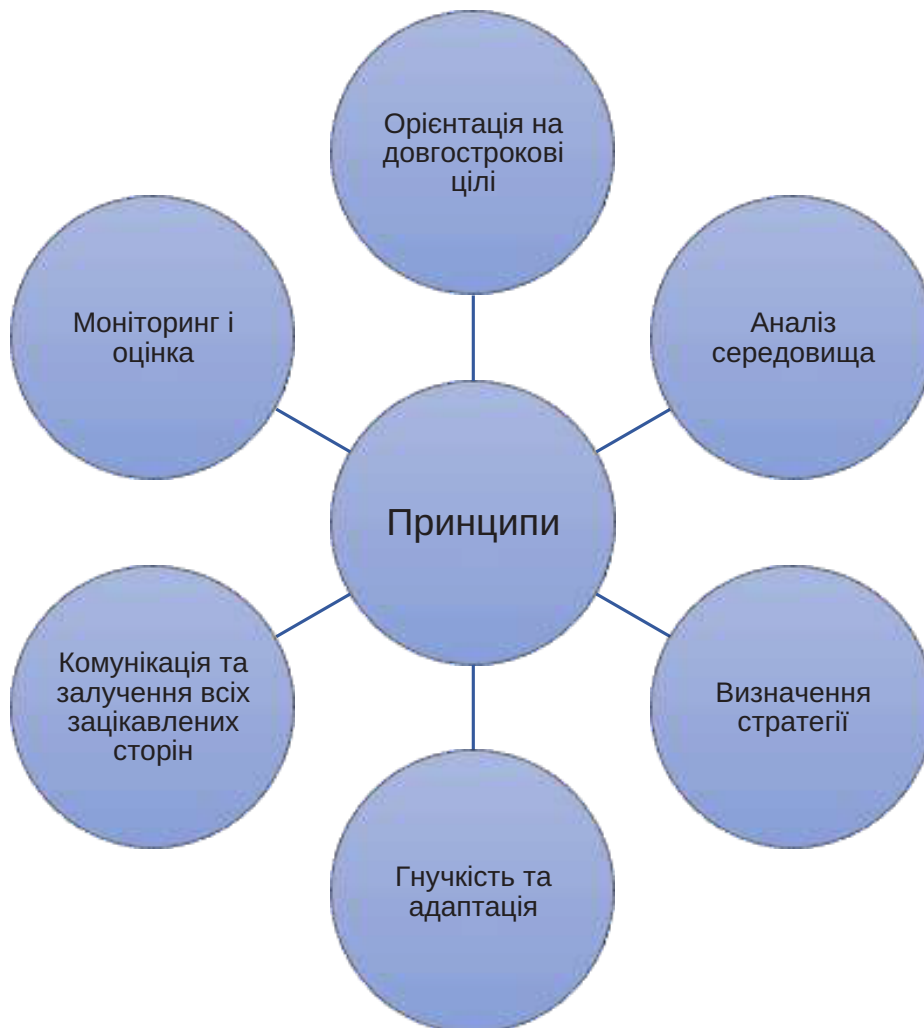 Орієнтація на
довгострокові
цілі
Аналіз
середовища
Визначення
стратегії
Гнучкість та
адаптація
Комунікація та
залучення всіх
зацікавлених
сторін
Моніторинг і
оцінка
Принципи